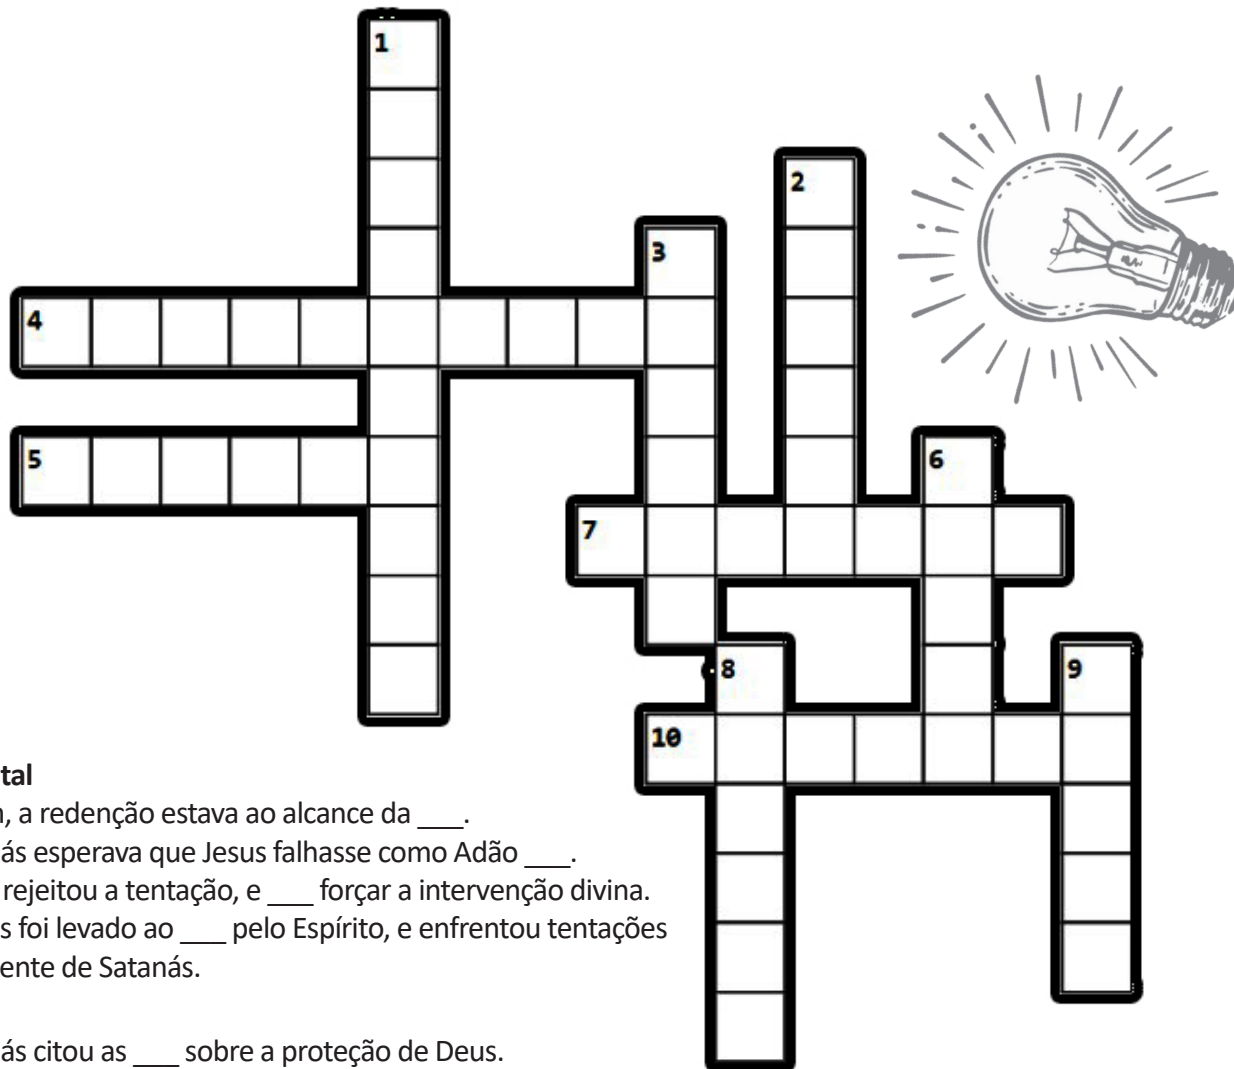 1
2
3
4
5
6
7
8
9
10
tal
, a redenção estava ao alcance da ___.
ás esperava que Jesus falhasse como Adão ___.
rejeitou a tentação, e ___ forçar a intervenção divina.
s foi levado ao ___ pelo Espírito, e enfrentou tentações
ente de Satanás.
ás citou as ___ sobre a proteção de Deus.